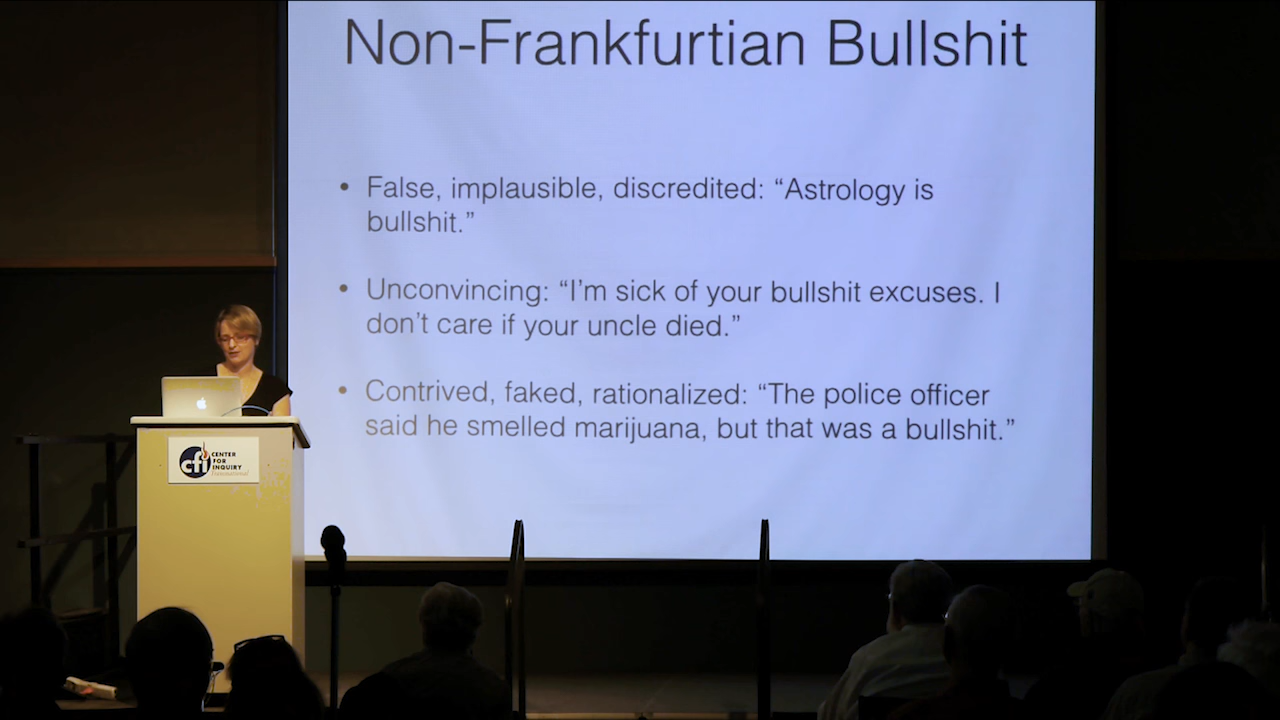 Non-Frankfurtian Bullshit
• False, implausible, discredited: “Astrology is
bullshit.”
• Unconvincing: “I’m sick of your bullshit excuses. I
don’t care if your uncle died.”
• Contrived, faked, rationalized: “The police officer
said he smelled marijuana, but that was a bullshit.”
cfi
CENTER
FOR
INQUIRY
Transnational